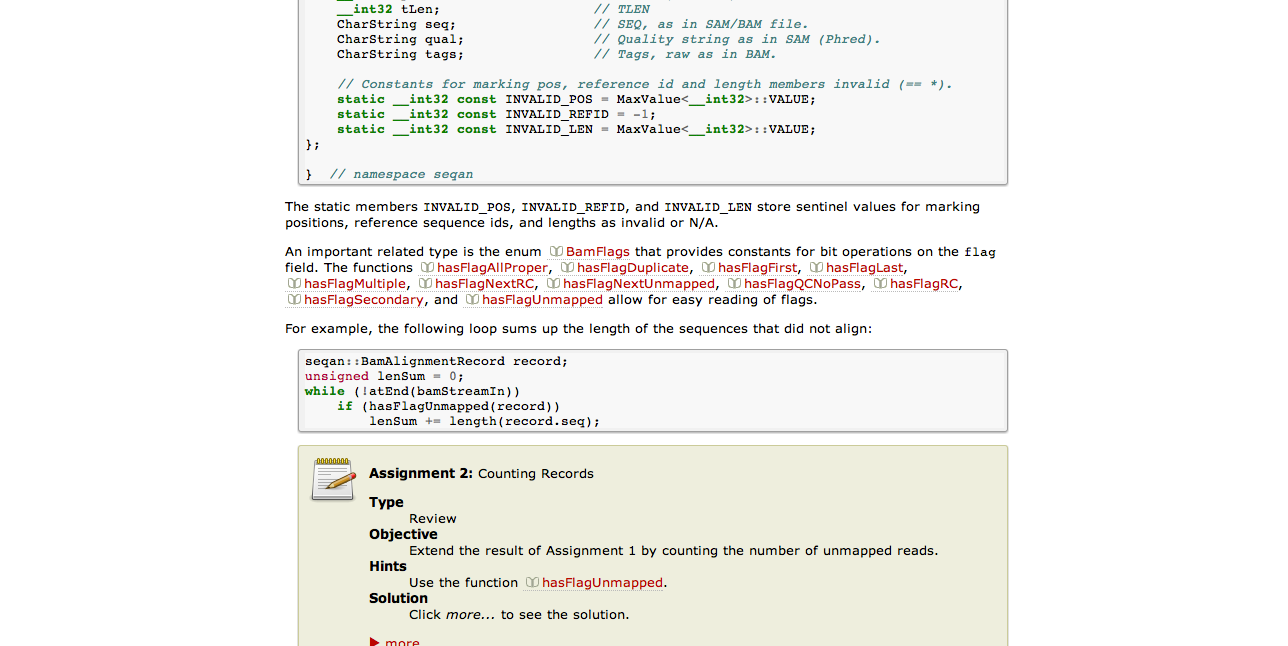 __int32 tLen; // TLEN
CharString seq; // SEQ, as in SAM/BAM file.
CharString qual; // Quality string as in SAM (Phred).
CharString tags; // Tags, raw as in BAM.
// Constants for marking pos, reference id and length members invalid (== *).
static __int32 const INVALID_POS = MaxValue<__int32>::VALUE;
static __int32 const INVALID_REFID = -1;
static __int32 const INVALID_LEN = MaxValue<__int32>::VALUE;
};
} // namespace seqan
The static members INVALID_POS, INVALID_REFID, and INVALID_LEN store sentinel values for marking
positions, reference sequence ids, and lengths as invalid or N/A.
An important related type is the enum BamFlags that provides constants for bit operations on the flag
field. The functions hasFlagAllProper, hasFlagDuplicate, hasFlagFirst, hasFlagLast,
hasFlagMultiple, hasFlagNextRC, hasFlagNextUnmapped, hasFlagQCNoPass, hasFlagRC,
hasFlagSecondary, and hasFlagUnmapped allow for easy reading of flags.
For example, the following loop sums up the length of the sequences that did not align:
seqan::BamAlignmentRecord record;
unsigned lenSum = 0;
while (!atEnd(bamStreamIn))
if (hasFlagUnmapped(record))
lenSum += length(record.seq);
Assignment 2: Counting Records
Type
Review
Objective
Extend the result of Assignment 1 by counting the number of unmapped reads.
Hints
Use the function hasFlagUnmapped.
Solution
Click more... to see the solution.
more